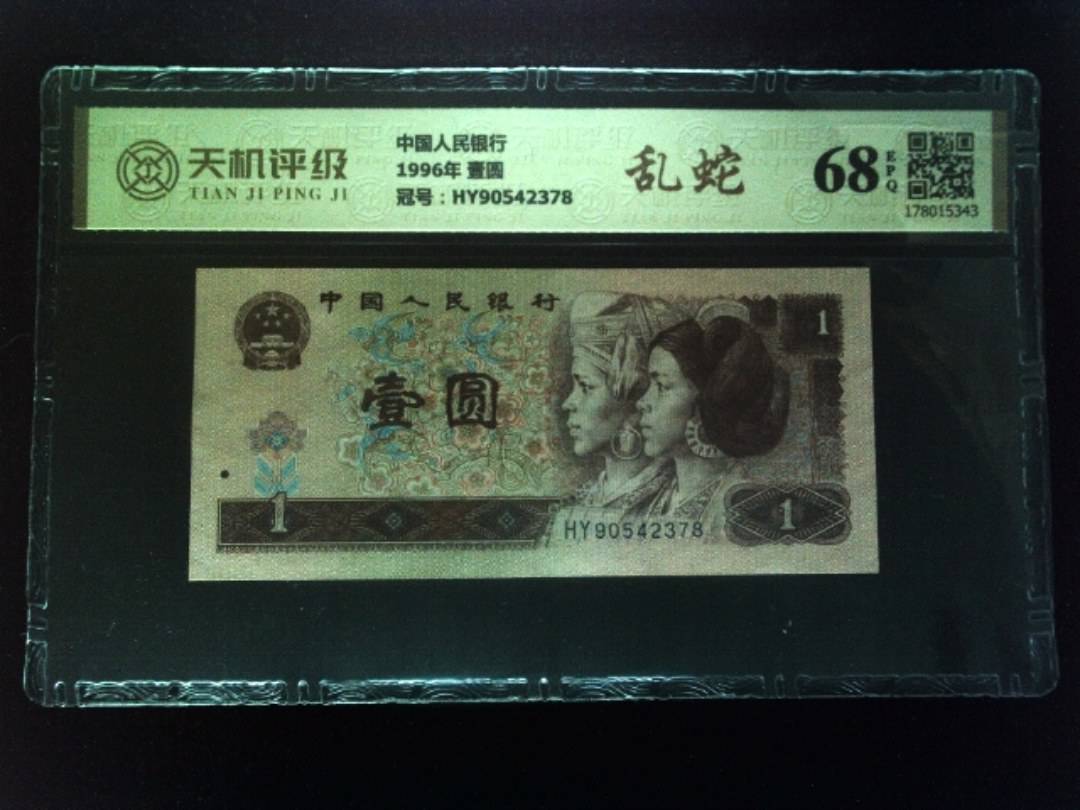 天机评级
TIAN JI PING JI
中国人民银行
1996年 壹圆
冠号：HY90542378
乱蛇
68
EPQ
178015343
中国人民银行
1
壹圆
1
HY90542378
1